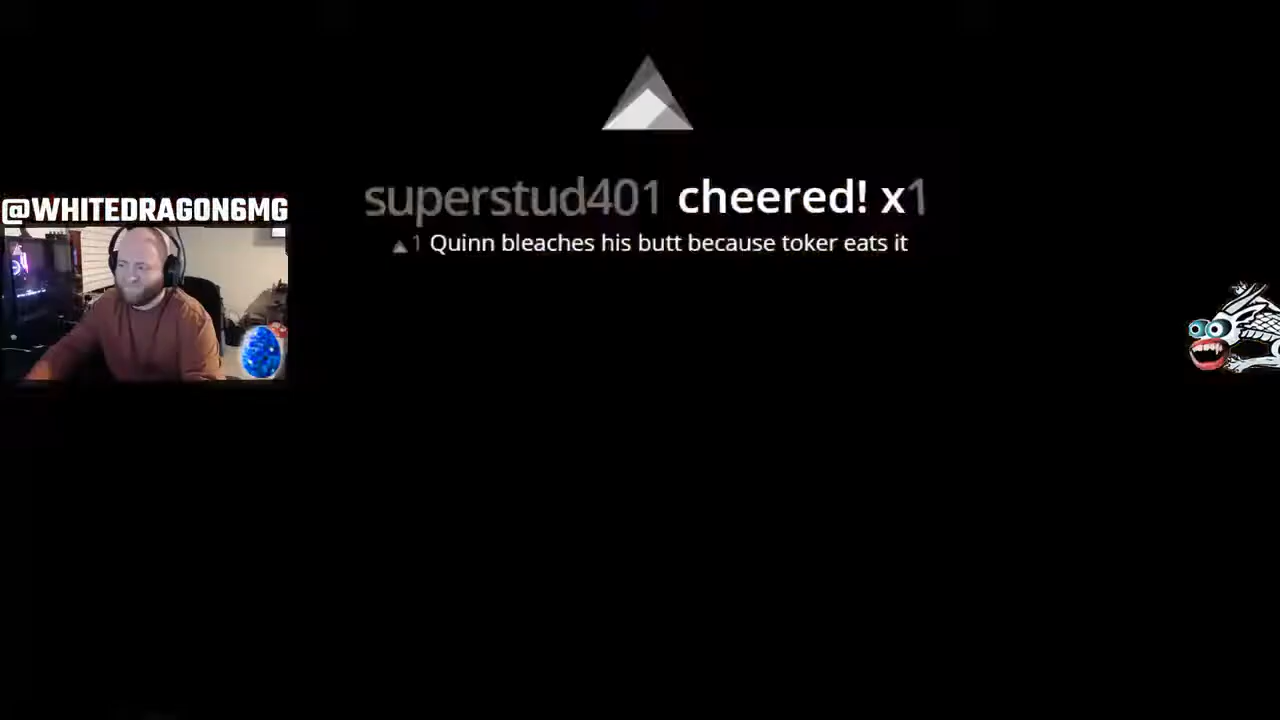 superstud401 cheered! x1
1 Quinn bleaches his butt because toker eats it
@WHITEDRAGON6MG